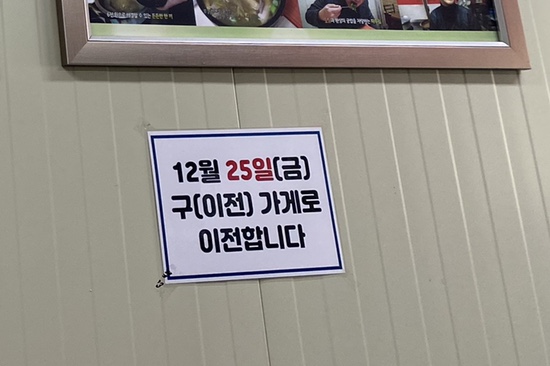 12월 25일(금)
구(이전) 가게로
이전합니다